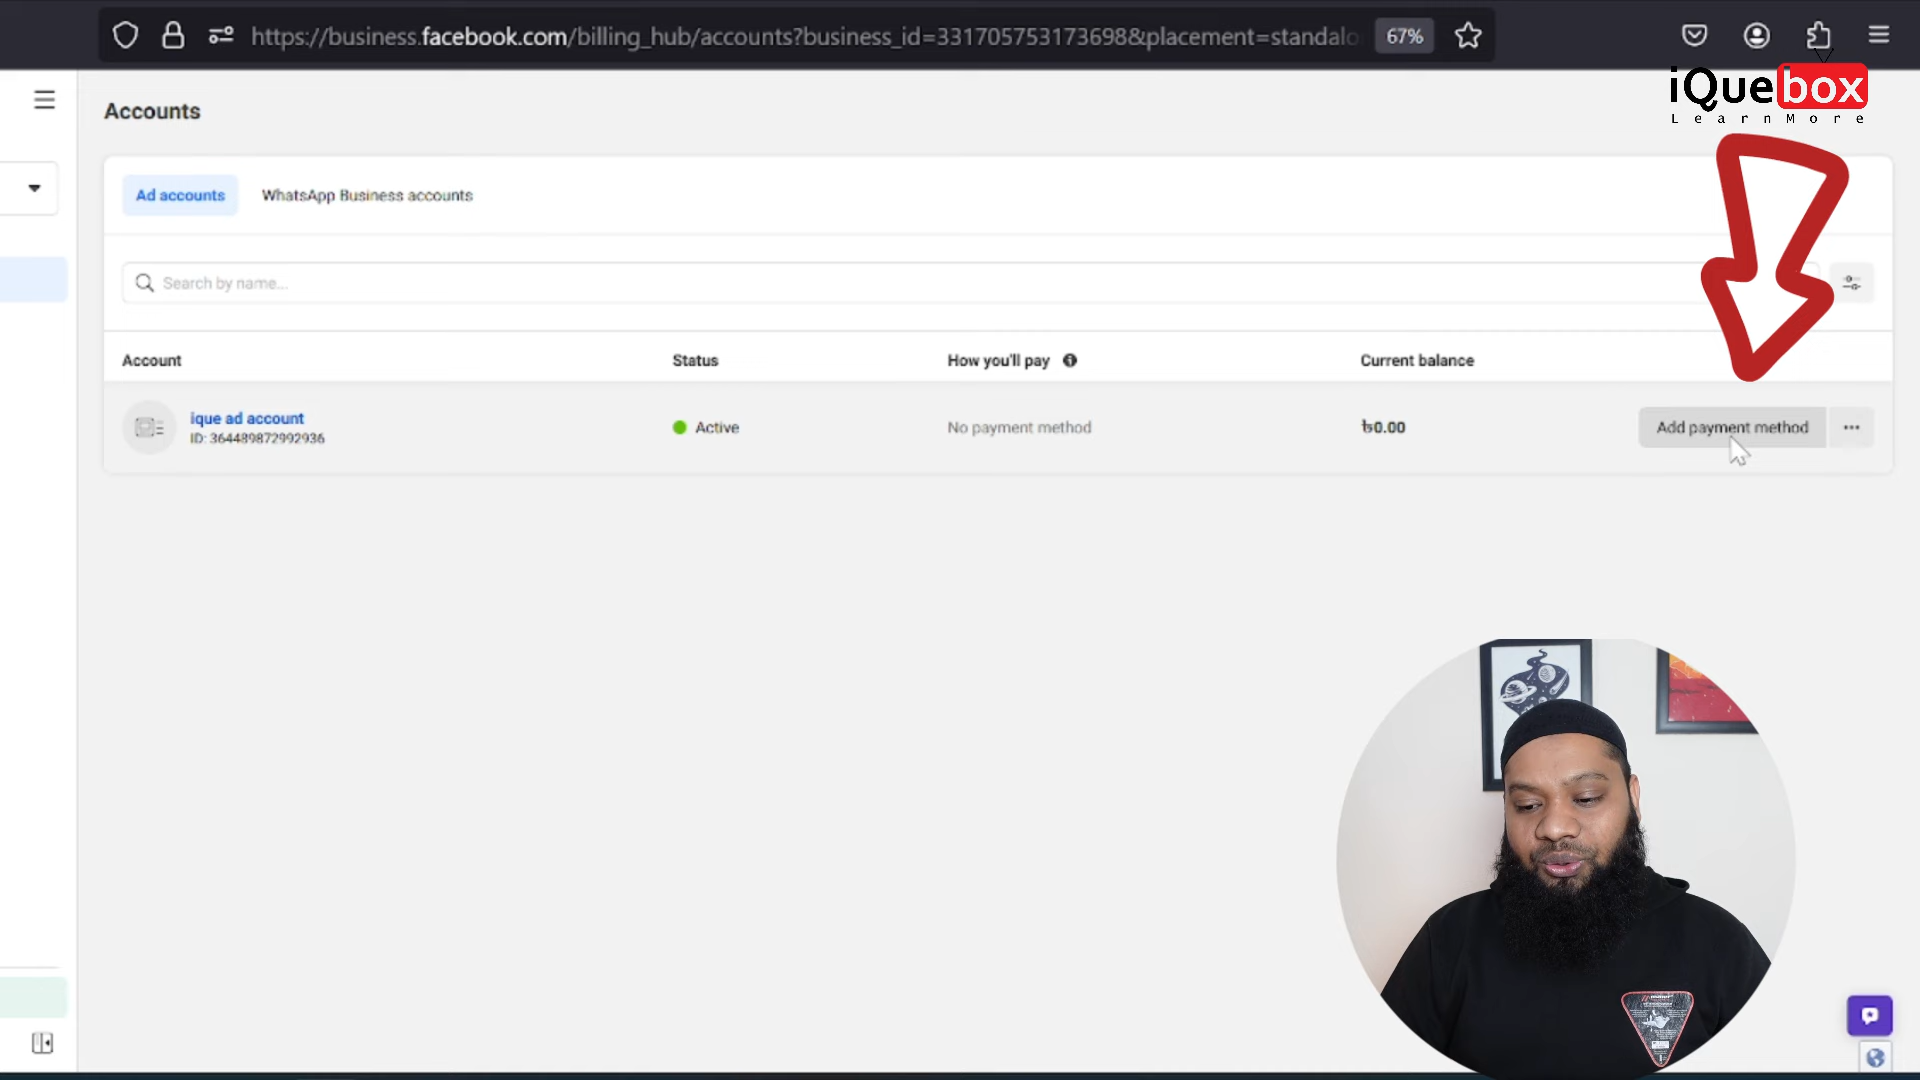 https://business.facebook.com/billing_hub/accounts?business_id=331705753173698&placement=standalo
67%
iQuebox
LearnMore
Accounts
Ad accounts
WhatsApp Business accounts
Search by name...
Account
Status
How you'll pay
Current balance
ique ad account
ID: 364489872992936
Active
No payment method
৳0.00
Add payment method